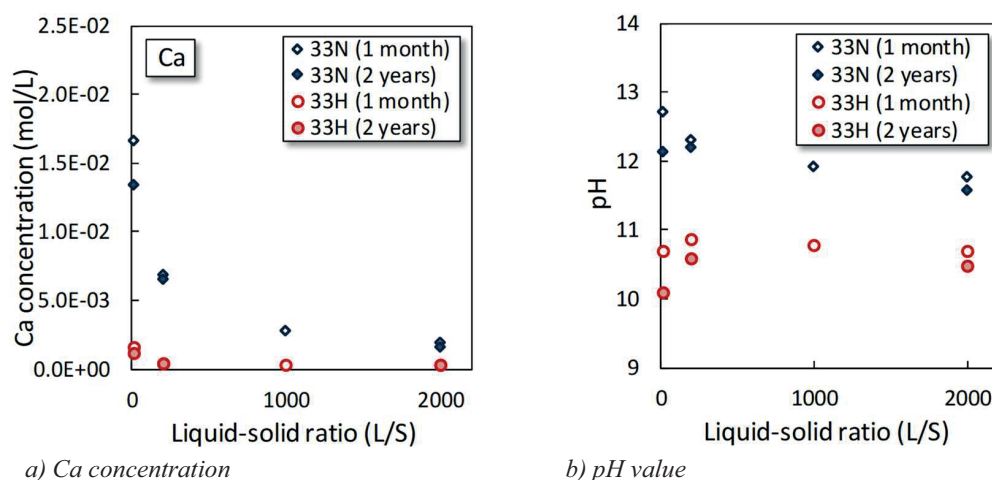 2.5E-02
2.0E-02
1.5E-02
1.0E-02
5.0E-03
0.0E+00
Ca concentration (mol/L)
Ca
33N (1 month)
33N (2 years)
33H (1 month)
33H (2 years)
0 1000 2000
Liquid-solid ratio (L/S)
a) Ca concentration
14
13
12
11
10
9
pH
33N (1 month)
33N (2 years)
33H (1 month)
33H (2 years)
0 1000 2000
Liquid-solid ratio (L/S)
b) pH value